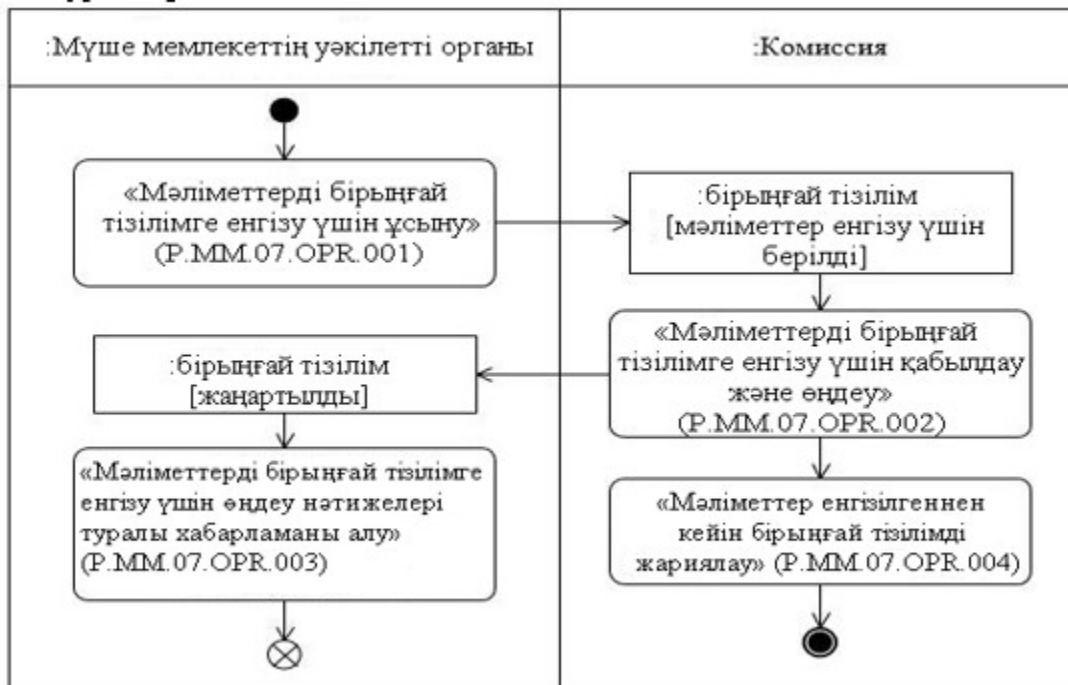 :Мүше мемлекеттің уәкілетті органы
:Комиссия
«Мәліметтерді бірыңғай
тізілімге енгізу үшін ұсыну»
(P.MM.07.OPR.001)
:бірыңғай тізілім
[мәліметтер енгізу үшін
берілді]
«Мәліметтерді бірыңғай
тізілімге енгізу үшін қабылдау
және өңдеу»
(P.MM.07.OPR.002)
:бірыңғай тізілім
[жаңартылды]
«Мәліметтерді бірыңғай тізілімге
енгізу үшін өңдеу нәтижелері
туралы хабарламаны алу»
(P.MM.07.OPR.003)
«Мәліметтер енгізілгеннен
кейін бірыңғай тізілімді
жариялау» (P.MM.07.OPR.004)